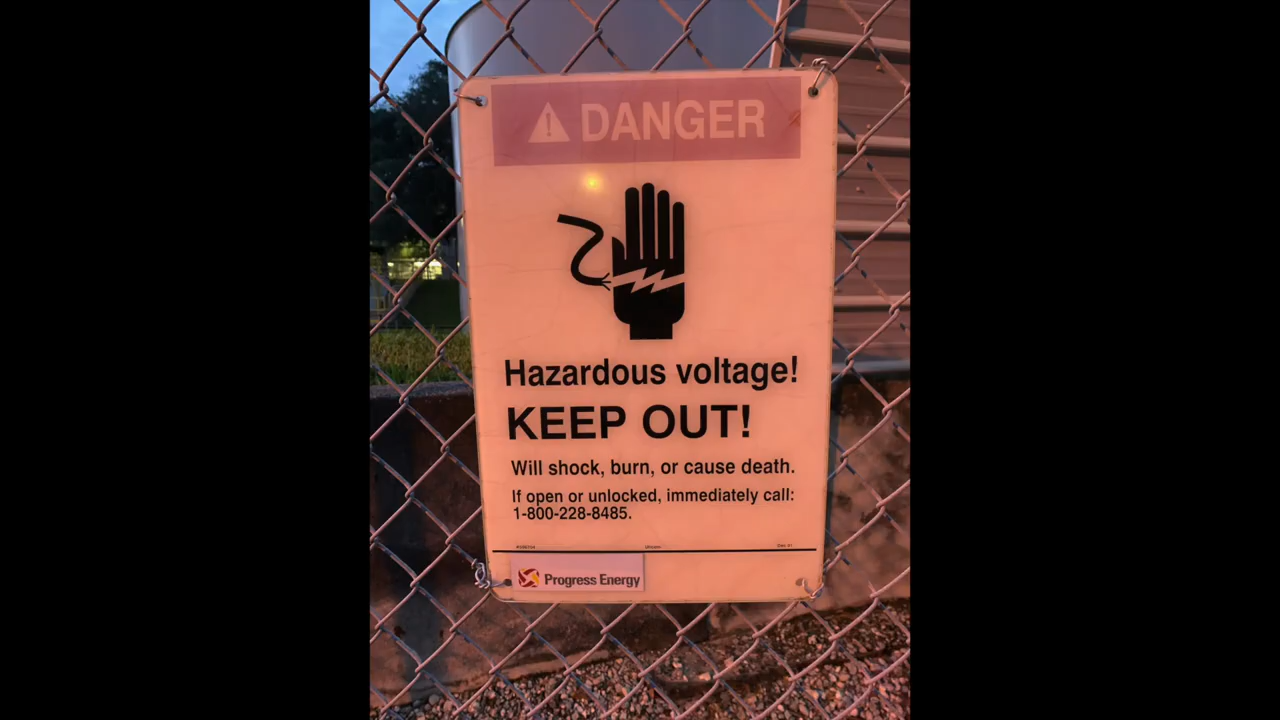 DANGER
Hazardous voltage!
KEEP OUT!
Will shock, burn, or cause death.
If open or unlocked, immediately call:
1-800-228-8485.
Progress Energy